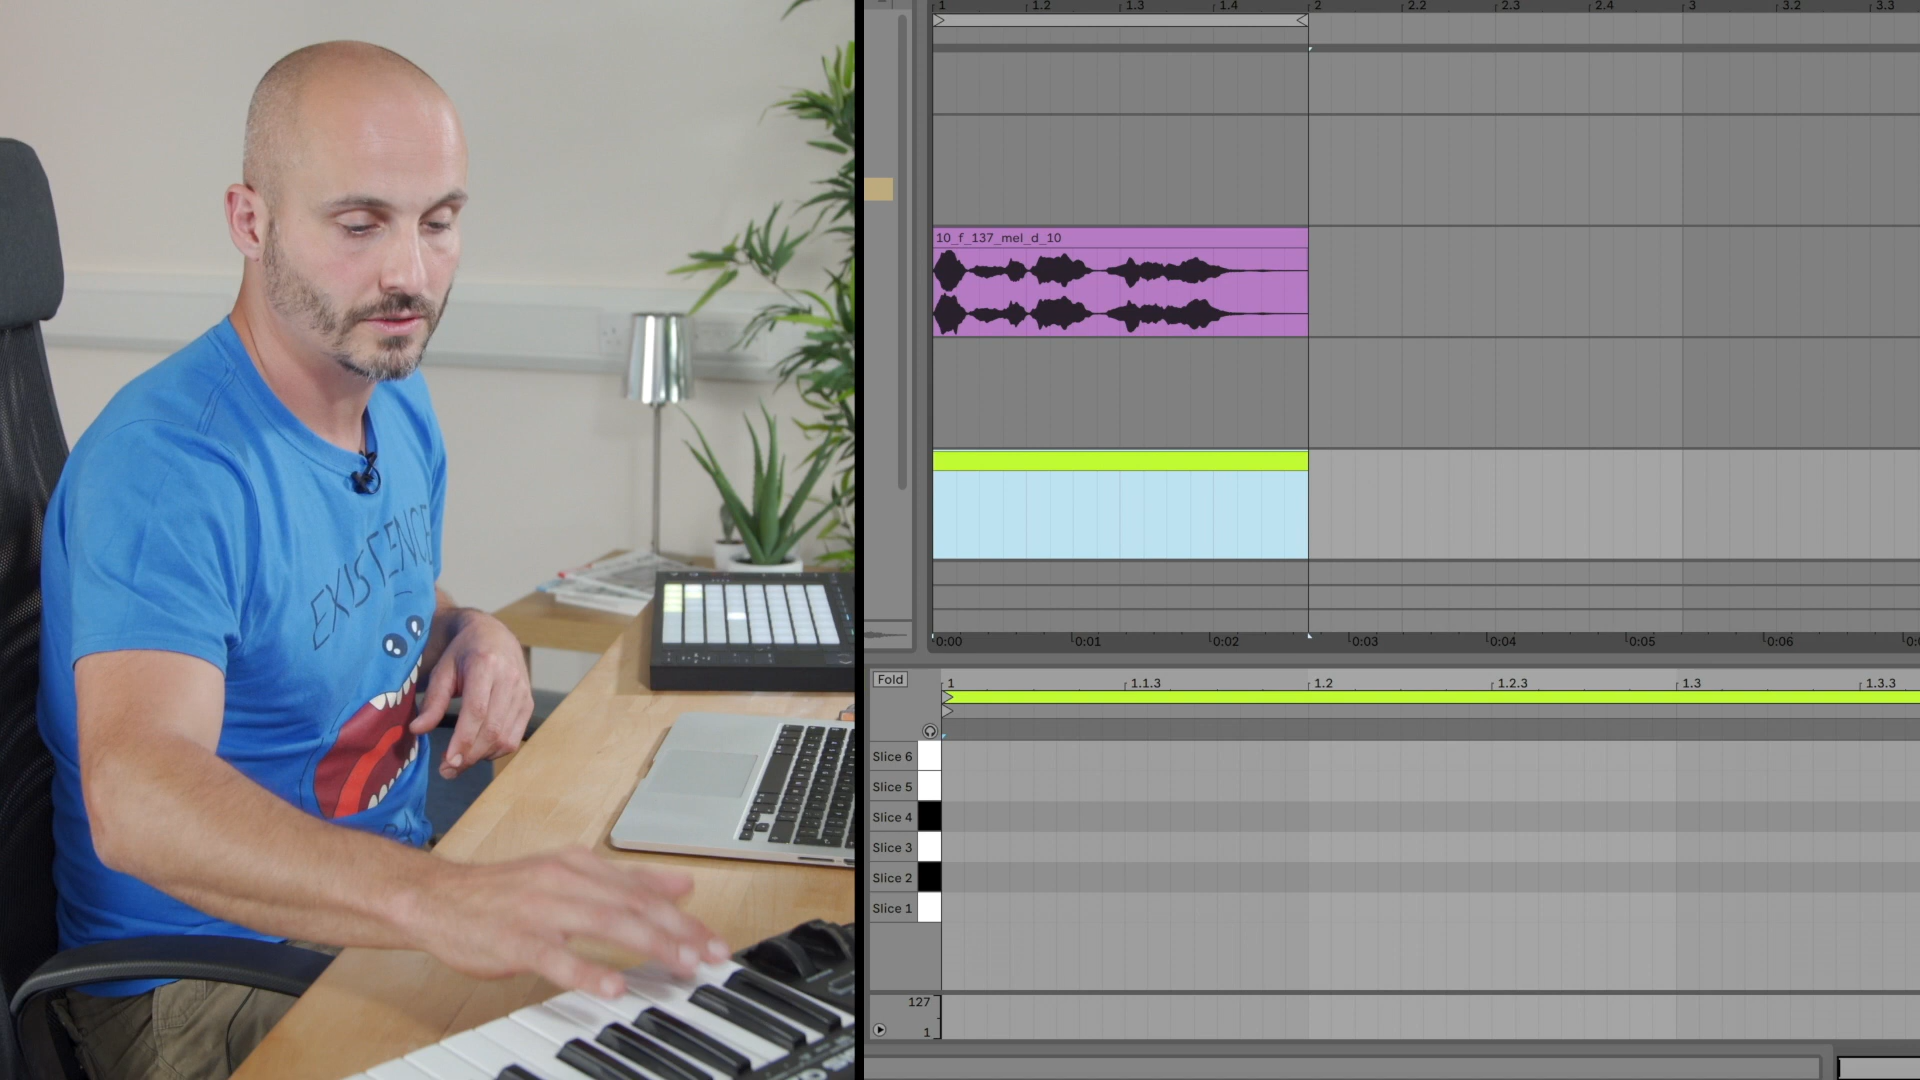 1 1.2 1.3 1.4 2 2.2 2.3 2.4 3 3.2 3.3
10_f_137_mel_d_10
0:00 0:01 0:02 0:03 0:04 0:05 0:06
Fold 1 1.1.3 1.2 1.2.3 1.3 1.3.3
Slice 6
Slice 5
Slice 4
Slice 3
Slice 2
Slice 1
127
1
EXISTENCE